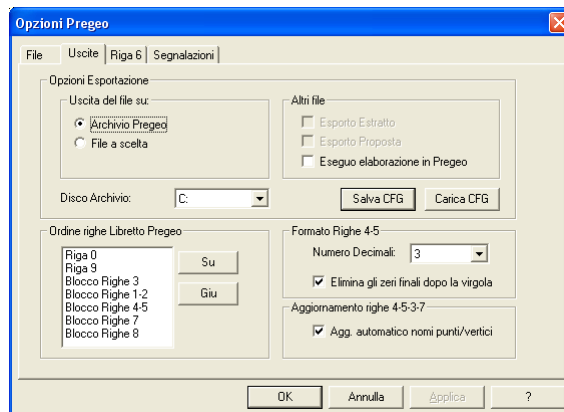 Opzioni Pregeo
File Uscite Riga 6 Segnalazioni
Opzioni Esportazione
Uscita del file su:
Archivio Pregeo
File a scelta
Altri file
Esporto Estratto
Esporto Proposta
Eseguo elaborazione in Pregeo
Disco Archivio: C:
Salva CFG Carica CFG
Ordine righe Libretto Pregeo
Riga 0
Riga 9
Blocco Righe 3
Blocco Righe 1-2
Blocco Righe 4-5
Blocco Righe 7
Blocco Righe 8
Su
Giu
Formato Righe 4-5
Numero Decimali: 3
Elimina gli zeri finali dopo la virgola
Aggiornamento righe 4-5-3-7
Agg. automatico nomi punti/vertici
OK Annulla Applica ?